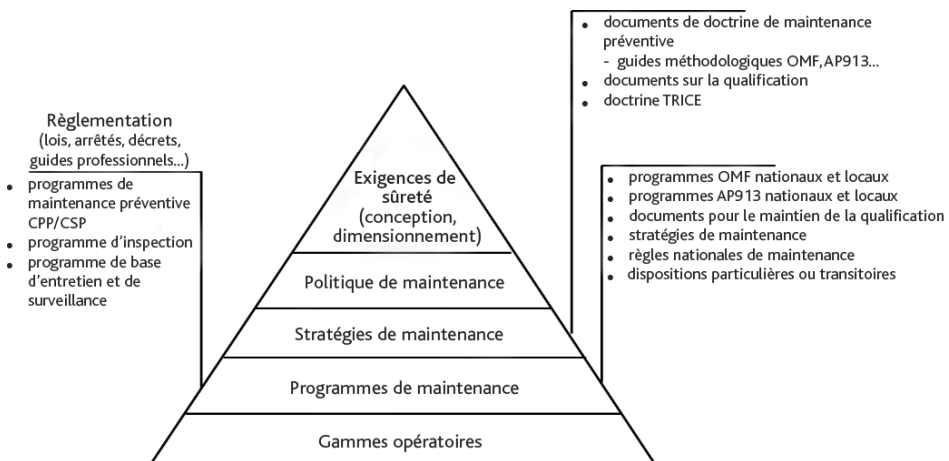 • documents de doctrine de maintenance
préventive
- guides méthodologiques OMF, AP913...
• documents sur la qualification
• doctrine TRICE
Règlementation
(lois, arrêtés, décrets,
guides professionnels...)
• programmes de
maintenance préventive
CPP/CSP
• programme d'inspection
• programme de base
d'entretien et de
surveillance
Exigences de
sûreté
(conception,
dimensionnement)
Politique de maintenance
Stratégies de maintenance
Programmes de maintenance
Gammes opératoires
• programmes OMF nationaux et locaux
• programmes AP913 nationaux et locaux
• documents pour le maintien de la qualification
• stratégies de maintenance
• règles nationales de maintenance
• dispositions particulières ou transitoires